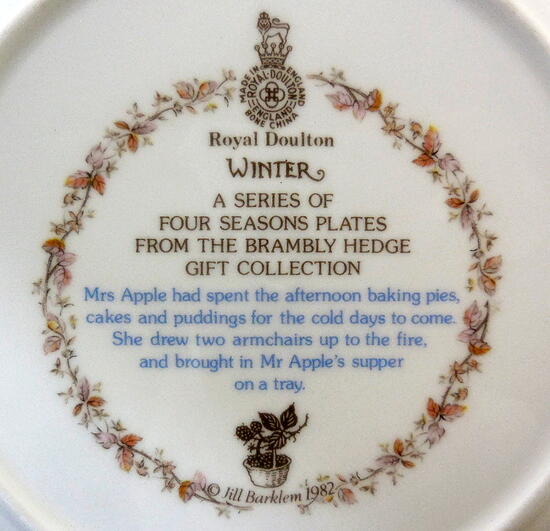 MADE IN ENGLAND
ROYAL·DOULTON
ENGLAND
BONE CHINA
Royal Doulton
WINTER
A SERIES OF
FOUR SEASONS PLATES
FROM THE BRAMBLY HEDGE
GIFT COLLECTION
Mrs Apple had spent the afternoon baking pies,
cakes and puddings for the cold days to come.
She drew two armchairs up to the fire,
and brought in Mr Apple's supper
on a tray.
© Jill Barklem 1982